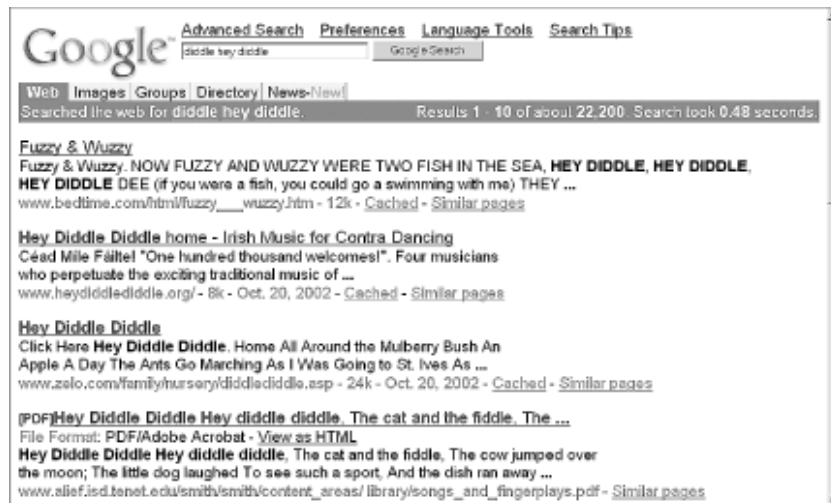 Advanced Search Preferences Language Tools Search Tips
Google™ diddle hey diddle Google Search
Web Images Groups Directory News-New!
Searched the web for diddle hey diddle. Results 1 - 10 of about 22,200. Search took 0.48 seconds.
Fuzzy & Wuzzy
Fuzzy & Wuzzy. NOW FUZZY AND WUZZY WERE TWO FISH IN THE SEA, HEY DIDDLE, HEY DIDDLE,
HEY DIDDLE DEE (if you were a fish, you could go a swimming with me) THEY ...
www.bedtime.com/html/fuzzy___wuzzy.htm - 12k - Cached - Similar pages
Hey Diddle Diddle home - Irish Music for Contra Dancing
Céad Míle Fáilte! "One hundred thousand welcomes!". Four musicians
who perpetuate the exciting traditional music of ...
www.heydiddlediddle.org/ - 8k - Oct. 20, 2002 - Cached - Similar pages
Hey Diddle Diddle
Click Here Hey Diddle Diddle. Home All Around the Mulberry Bush An
Apple A Day The Ants Go Marching As I Was Going to St. Ives As ...
www.zelo.com/family/nursery/diddlediddle.asp - 24k - Oct. 20, 2002 - Cached - Similar pages
[PDF]Hey Diddle Diddle Hey diddle diddle, The cat and the fiddle, The ...
File Format: PDF/Adobe Acrobat - View as HTML
Hey Diddle Diddle Hey diddle diddle, The cat and the fiddle, The cow jumped over
the moon; The little dog laughed To see such a sport, And the dish ran away ...
www.alief.isd.tenet.edu/smith/smith/content_areas/ library/songs_and_fingerplays.pdf - Similar pages